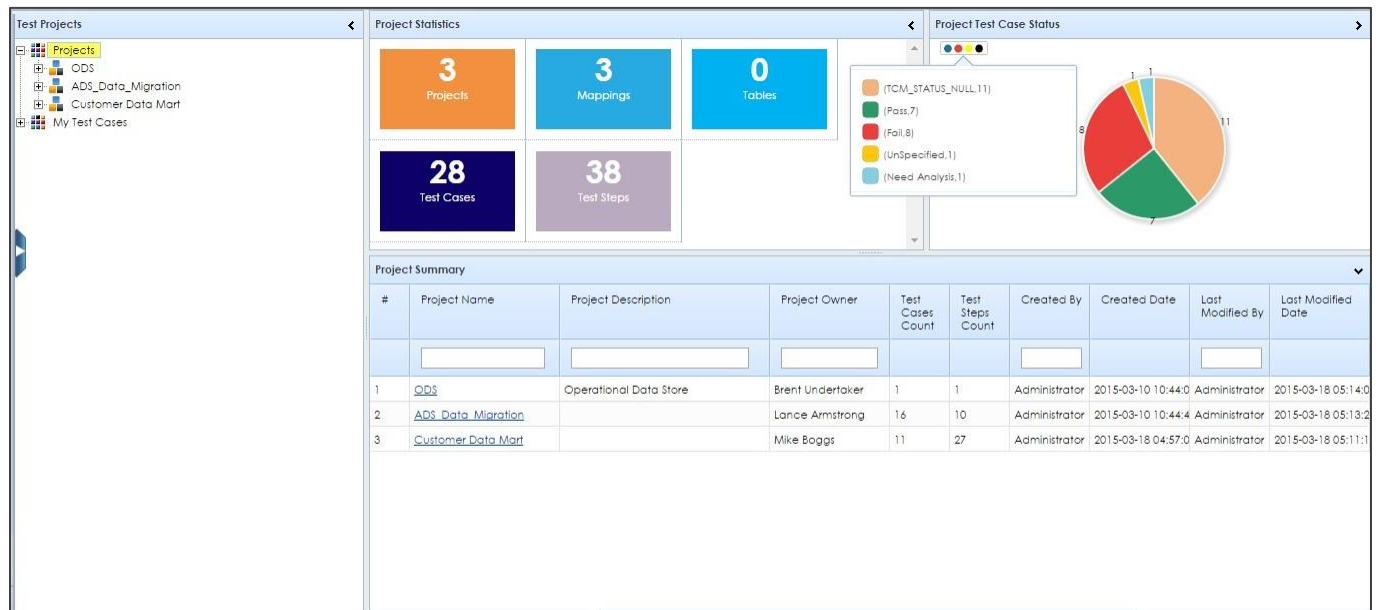 Test Projects
Projects
ODS
ADS_Data_Migration
Customer Data Mart
My Test Cases
Project Statistics
3
Projects
3
Mappings
0
Tables
28
Test Cases
38
Test Steps
Project Test Case Status
(TCM_STATUS_NULL,11)
(Pass,7)
(Fail,8)
(UnSpecified,1)
(Need Analysis,1)
1 1
11
8
7
Project Summary
# Project Name Project Description Project Owner Test Cases Count Test Steps Count Created By Created Date Last Modified By Last Modified Date
1 ODS Operational Data Store Brent Undertaker 1 1 Administrator 2015-03-10 10:44:0 Administrator 2015-03-18 05:14:0
2 ADS_Data_Migration Lance Armstrong 16 10 Administrator 2015-03-10 10:44:4 Administrator 2015-03-18 05:13:2
3 Customer Data Mart Mike Boggs 11 27 Administrator 2015-03-18 04:57:0 Administrator 2015-03-18 05:11:1